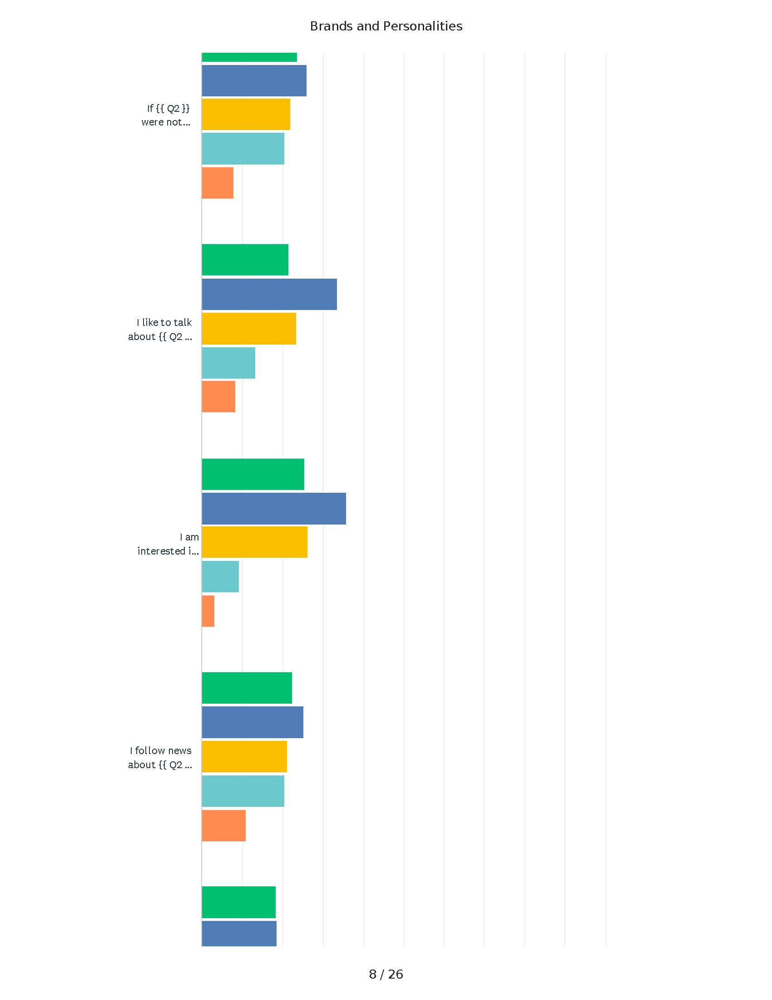 Brands and Personalities
If {{ Q2 }}
were not...
I like to talk
about {{ Q2 ...
I am
interested i...
I follow news
about {{ Q2 ...
8 / 26